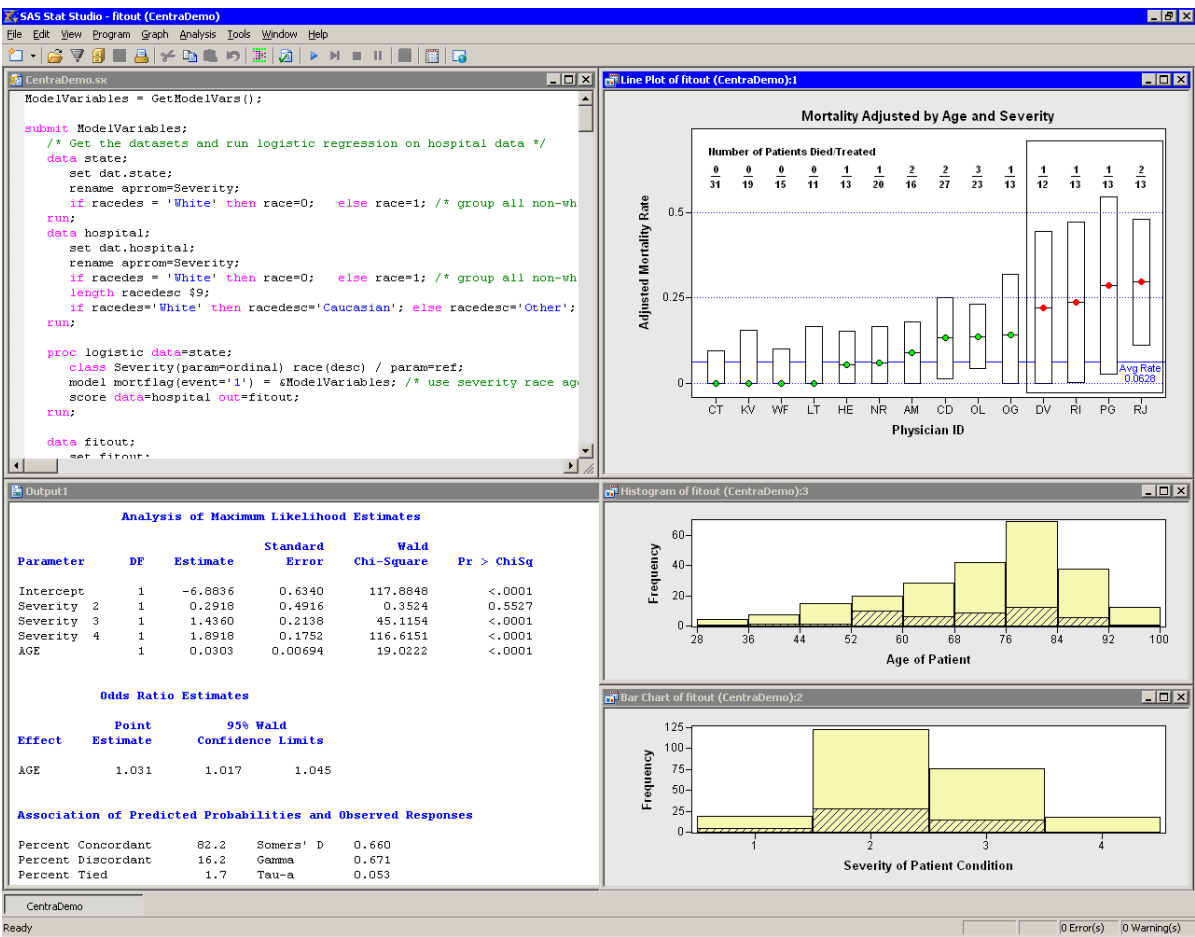 SAS Stat Studio - fitout (CentraDemo)
File Edit View Program Graph Analysis Tools Window Help
CentraDemo.sx
ModelVariables = GetModelVars();
submit ModelVariables;
/* Get the datasets and run logistic regression on hospital data */
data state;
set dat.state;
rename aprrom=Severity;
if racedes = 'White' then race=0; else race=1; /* group all non-wh
run;
data hospital;
set dat.hospital;
rename aprrom=Severity;
if racedes = 'White' then race=0; else race=1; /* group all non-wh
length racedesc $9;
if racedes='White' then racedesc='Caucasian'; else racedesc='Other';
run;
proc logistic data=state;
class Severity(param=ordinal) race(desc) / param=ref;
model mortflag(event='1') = &ModelVariables; /* use severity race age
score data=hospital out=fitout;
run;
data fitout;
set fitout;
Line Plot of fitout (CentraDemo):1
Mortality Adjusted by Age and Severity
Number of Patients Died/Treated
0 0 0 0 1 1 2 2 3 1 1 1 1 2
31 19 15 11 13 20 16 27 23 13 12 13 13 13
Adjusted Mortality Rate
0.5
0.25
0
Avg Rate
0.0628
CT KV WF LT HE NR AM CD OL OG DV RI PG RJ
Physician ID
Output1
Analysis of Maximum Likelihood Estimates
Standard Wald
Parameter DF Estimate Error Chi-Square Pr > ChiSq
Intercept 1 -6.8836 0.6340 117.8848 <.0001
Severity 2 1 0.2918 0.4916 0.3524 0.5527
Severity 3 1 1.4360 0.2138 45.1154 <.0001
Severity 4 1 1.8918 0.1752 116.6151 <.0001
AGE 1 0.0303 0.00694 19.0222 <.0001
Odds Ratio Estimates
Point 95% Wald
Effect Estimate Confidence Limits
AGE 1.031 1.017 1.045
Association of Predicted Probabilities and Observed Responses
Percent Concordant 82.2 Somers' D 0.660
Percent Discordant 16.2 Gamma 0.671
Percent Tied 1.7 Tau-a 0.053
Histogram of fitout (CentraDemo):3
Frequency
60
40
20
0
28 36 44 52 60 68 76 84 92 100
Age of Patient
Bar Chart of fitout (CentraDemo):2
Frequency
125
100
75
50
25
0
1 2 3 4
Severity of Patient Condition
CentraDemo
Ready
0 Error(s) 0 Warning(s)